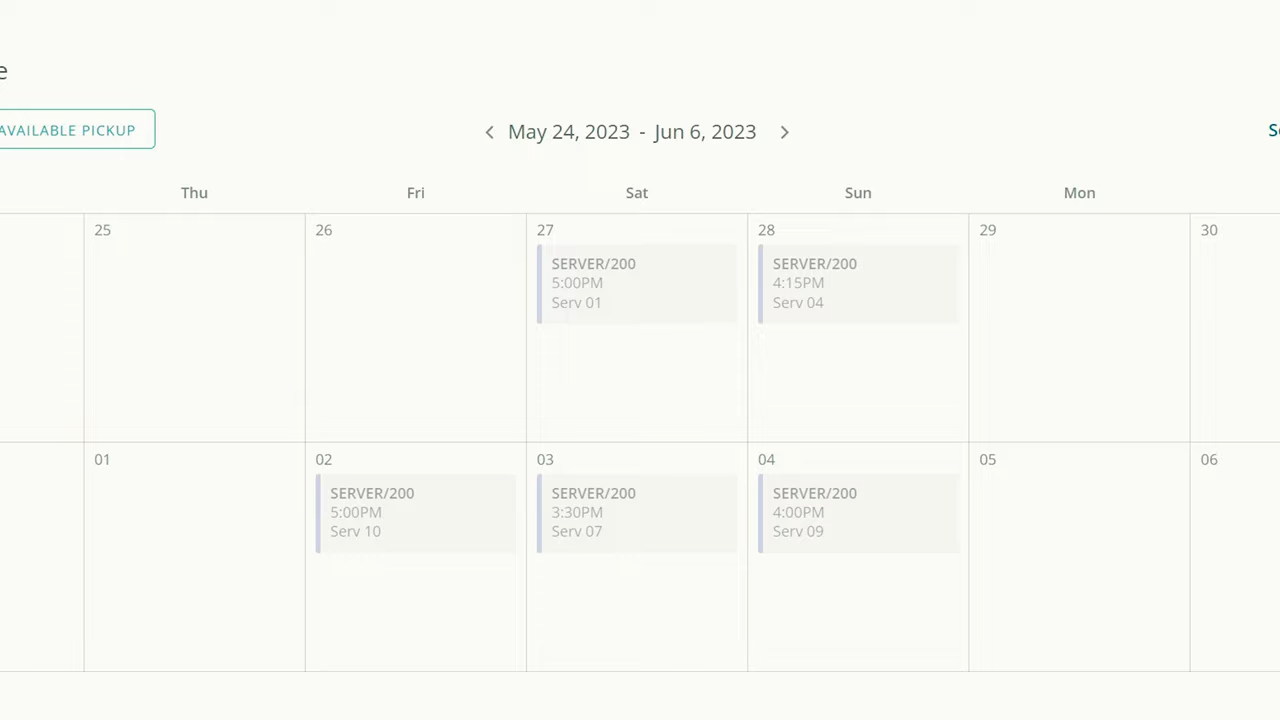 e
AVAILABLE PICKUP
May 24, 2023 - Jun 6, 2023
Thu Fri Sat Sun Mon
25 26 27 28 29 30
SERVER/200 SERVER/200
5:00PM 4:15PM
Serv 01 Serv 04
01 02 03 04 05 06
SERVER/200 SERVER/200 SERVER/200
5:00PM 3:30PM 4:00PM
Serv 10 Serv 07 Serv 09